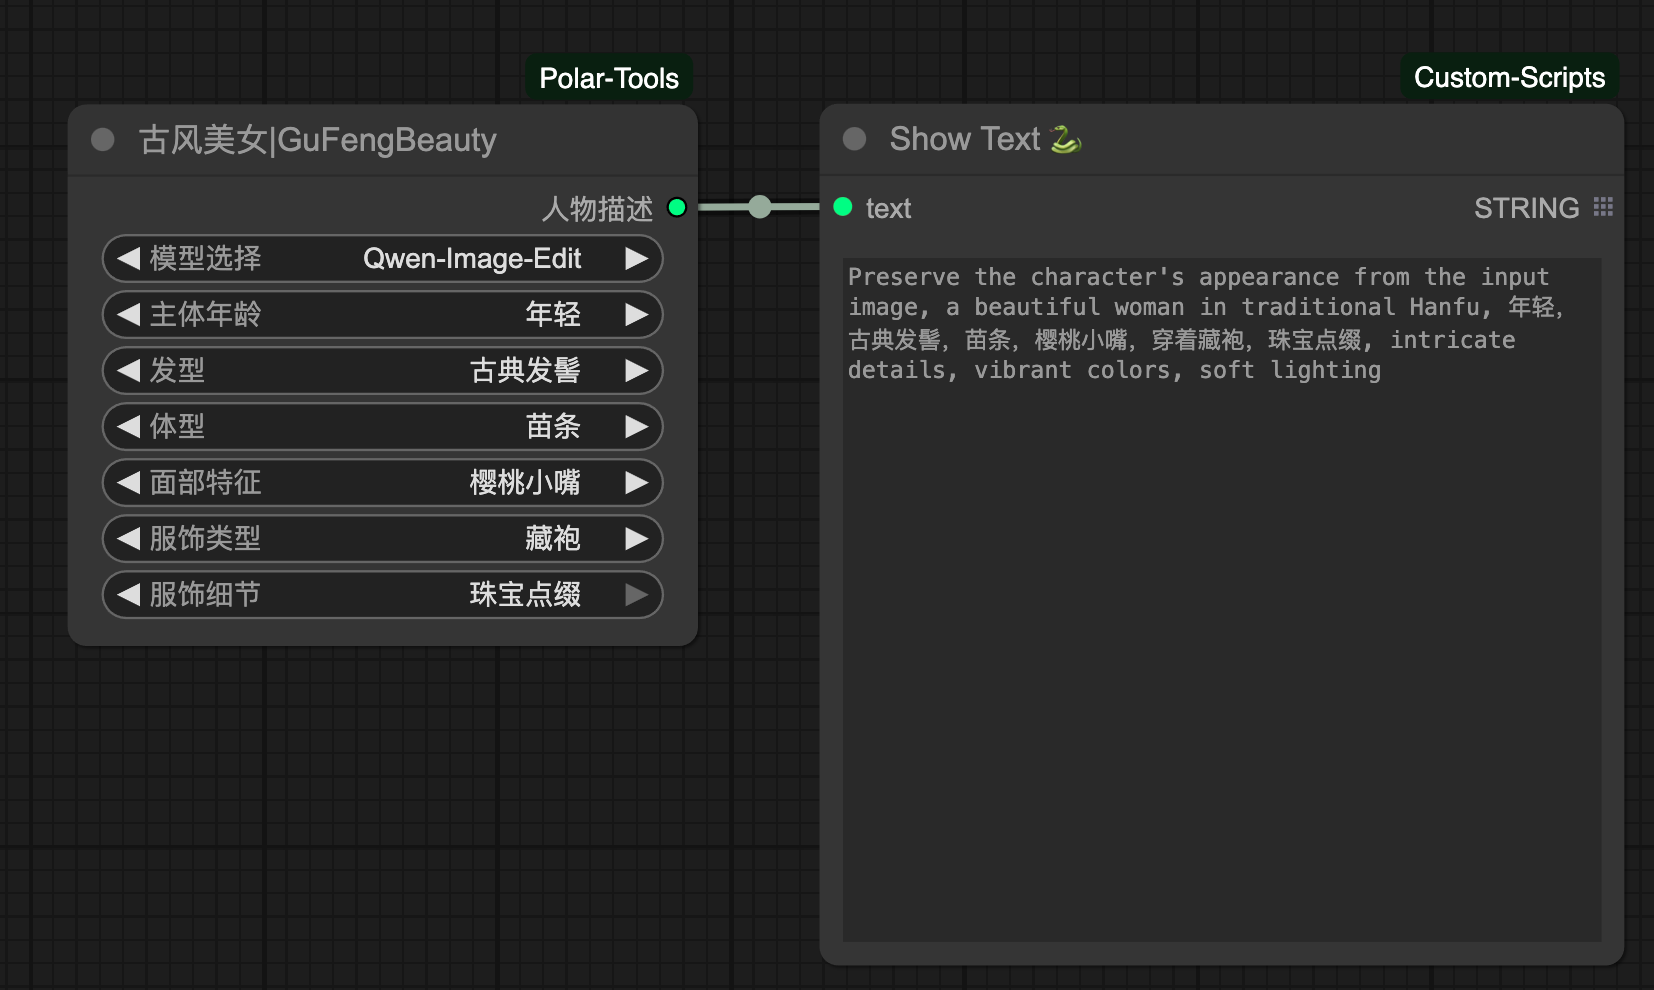 Polar-Tools
古风美女|GuFengBeauty
人物描述
模型选择 Qwen-Image-Edit
主体年龄 年轻
发型 古典发髻
体型 苗条
面部特征 樱桃小嘴
服饰类型 藏袍
服饰细节 珠宝点缀
Custom-Scripts
Show Text 🐍
text STRING
Preserve the character's appearance from the input
image, a beautiful woman in traditional Hanfu, 年轻,
古典发髻, 苗条, 樱桃小嘴, 穿着藏袍, 珠宝点缀, intricate
details, vibrant colors, soft lighting